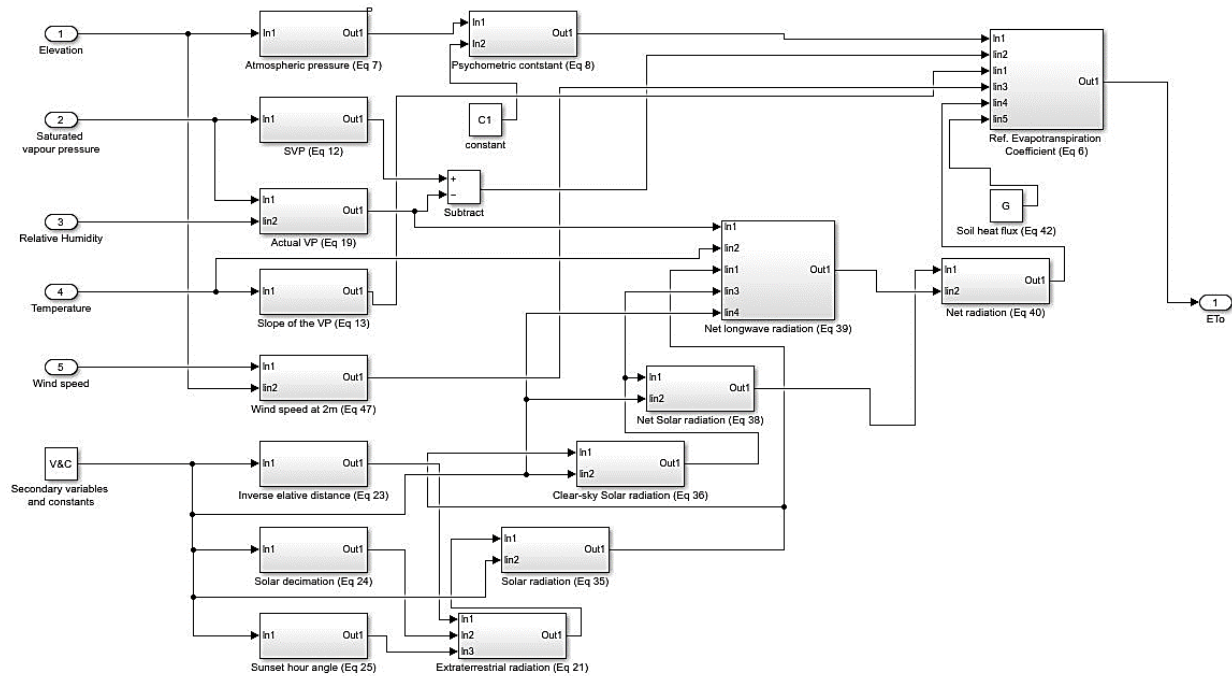 1
Elevation
In1
Out1
Atmospheric pressure (Eq 7)
P
In1
In2
Out1
Psychometric contstant (Eq 8)
C1
constant
In1
Iin2
Iin1
Iin3
Iin4
Iin5
Out1
Ref. Evapotranspiration
Coefficient (Eq 6)
2
Saturated
vapour pressure
In1
Out1
SVP (Eq 12)
+
−
Subtract
3
Relative Humidity
In1
Iin2
Out1
Actual VP (Eq 19)
G
Soil heat flux (Eq 42)
4
Temperature
In1
Out1
Slope of the VP (Eq 13)
In1
Iin2
Iin1
Iin3
Iin4
Out1
Net longwave radiation (Eq 39)
In1
Iin2
Out1
Net radiation (Eq 40)
1
ETo
5
Wind speed
In1
Iin2
Out1
Wind speed at 2m (Eq 47)
In1
Iin2
Out1
Net Solar radiation (Eq 38)
V&C
Secondary variables
and constants
In1
Out1
Inverse elative distance (Eq 23)
In1
Iin2
Out1
Clear-sky Solar radiation (Eq 36)
In1
Out1
Solar decimation (Eq 24)
In1
Iin2
Out1
Solar radiation (Eq 35)
In1
Out1
Sunset hour angle (Eq 25)
In1
In2
In3
Out1
Extraterrestrial radiation (Eq 21)